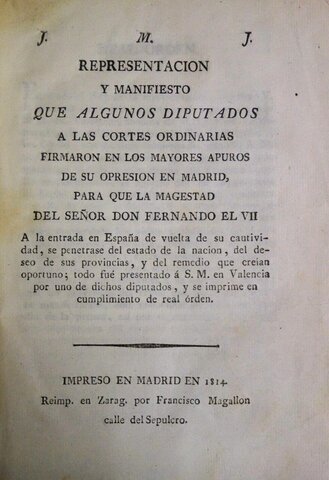 J. M. J.
REPRESENTACION
Y MANIFIESTO
QUE ALGUNOS DIPUTADOS
A LAS CORTES ORDINARIAS
FIRMARON EN LOS MAYORES APUROS
DE SU OPRESION EN MADRID,
PARA QUE LA MAGESTAD
DEL SEÑOR DON FERNANDO EL VII
A la entrada en España de vuelta de su cautivi-
dad, se penetrase del estado de la nacion, del de-
seo de sus provincias, y del remedio que creian
oportuno; todo fué presentado á S. M. en Valencia
por uno de dichos diputados, y se imprime en
cumplimiento de real órden.
IMPRESO EN MADRID EN 1814.
Reimp. en Zarag. por Francisco Magallon
calle del Sepulcro.